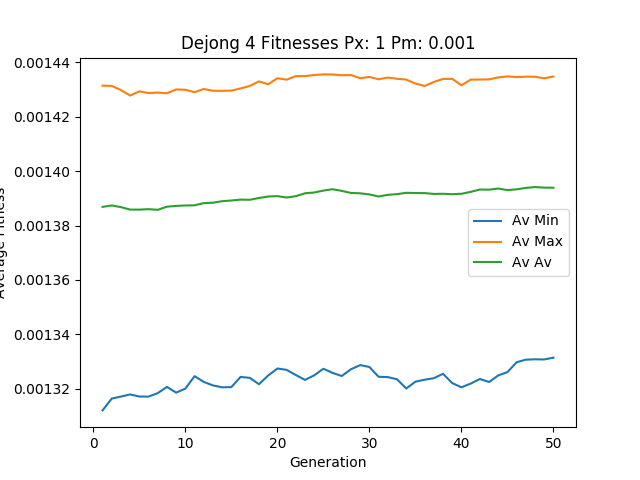 Dejong 4 Fitnesses Px: 1 Pm: 0.001
0.00144
0.00142
0.00140
0.00138
0.00136
0.00134
0.00132
Average Fitness
Av Min
Av Max
Av Av
0 10 20 30 40 50
Generation